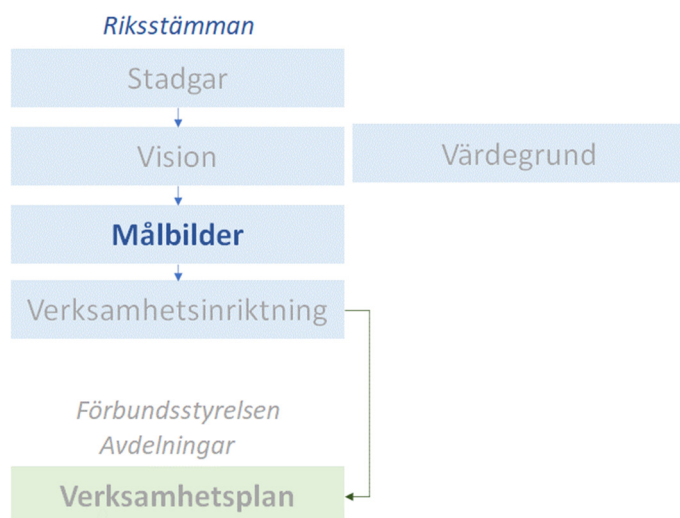 Riksstämman
Stadgar
Vision
Värdegrund
Målbilder
Verksamhetsinriktning
Förbundsstyrelsen
Avdelningar
Verksamhetsplan